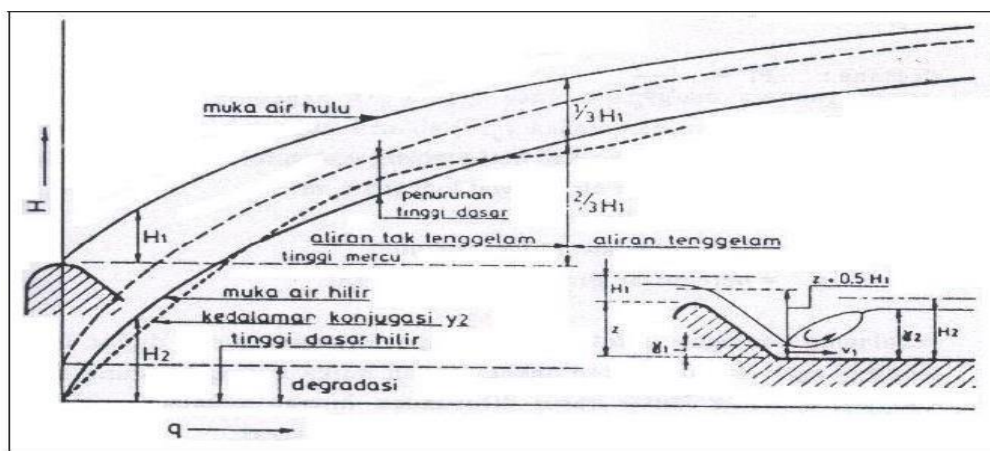 muka air hulu
1/3 H1
H
penurunan
tinggi dasar
2/3 H1
H1
aliran tak tenggelam
aliran tenggelam
tinggi mercu
muka air hilir
kedalamar konjugasi y2
H2
tinggi dasar hilir
degradasi
q
H1
z + 0.5 H1
z
y1
v1
y2
H2